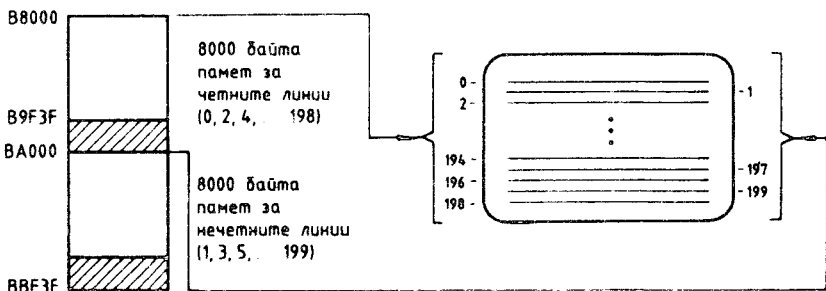 B8000
8000 байта
памет за
четните линии
(0, 2, 4, . 198)
B9F3F
BA000
8000 байта
памет за
нечетните линии
(1, 3, 5, . 199)
BBF3F
0 -
- 1
2 -
194 -
- 197
196 -
- 199
198 -